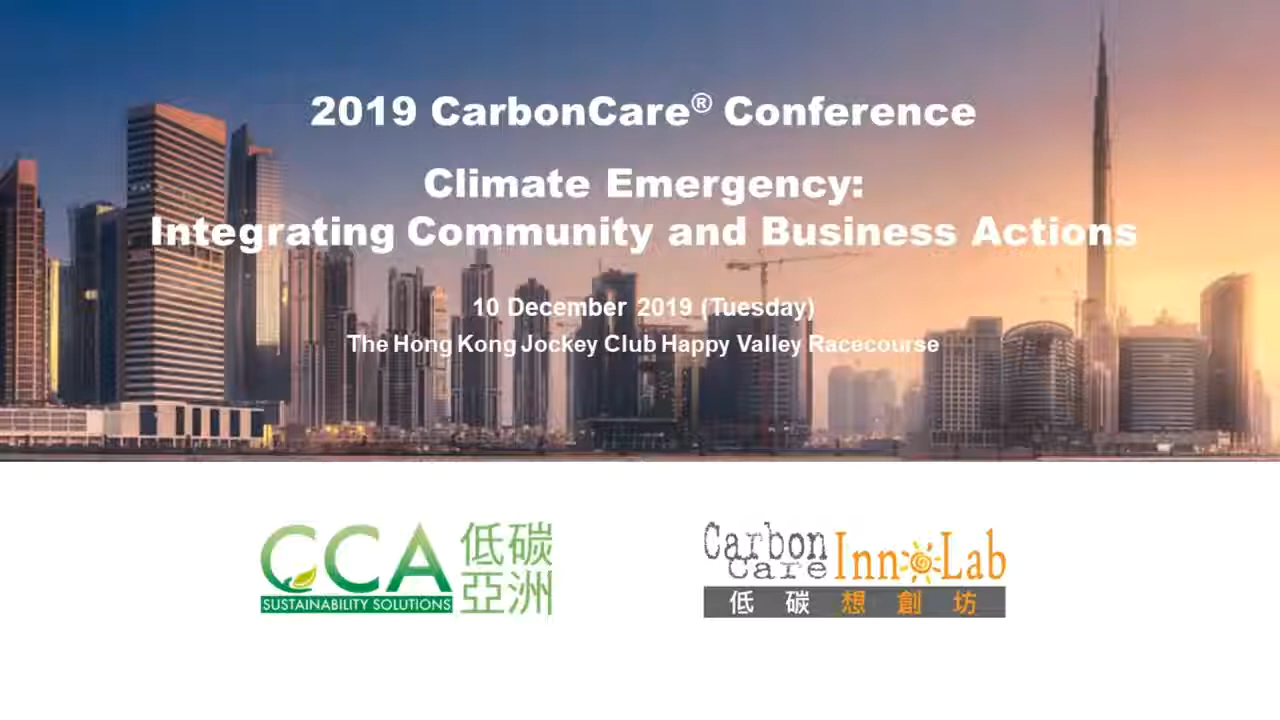 2019 CarbonCare® Conference
Climate Emergency:
Integrating Community and Business Actions
10 December 2019 (Tuesday)
The Hong Kong Jockey Club Happy Valley Racecourse
CCA 低碳
亞洲
SUSTAINABILITY SOLUTIONS
Carbon
Care InnoLab
低碳想創坊